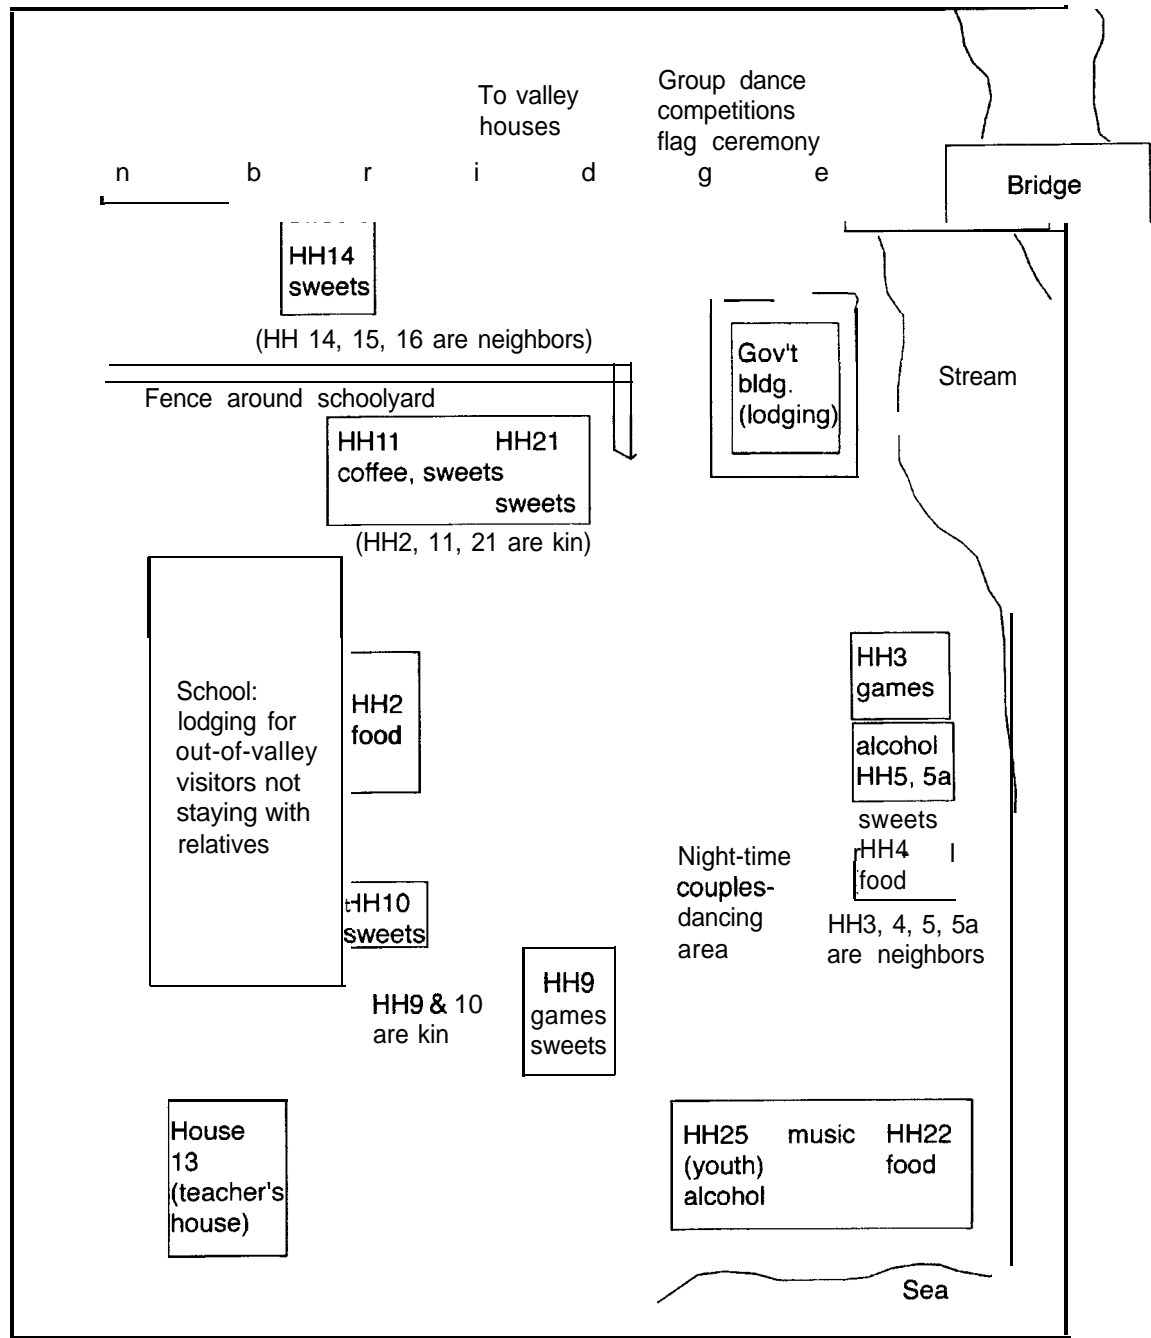 To valley
houses
Group dance
competitions
flag ceremony
n b r i d g e
Bridge
HH14
sweets
(HH 14, 15, 16 are neighbors)
Fence around schoolyard
Gov't
bldg.
(lodging)
Stream
HH11 HH21
coffee, sweets
sweets
(HH2, 11, 21 are kin)
School:
lodging for
out-of-valley
visitors not
staying with
relatives
HH2
food
HH3
games
alcohol
HH5, 5a
sweets
HH4
food
HH3, 4, 5, 5a
are neighbors
Night-time
couples-
dancing
area
HH10
sweets
HH9 & 10
are kin
HH9
games
sweets
House
13
(teacher's
house)
HH25 music HH22
(youth) food
alcohol
Sea